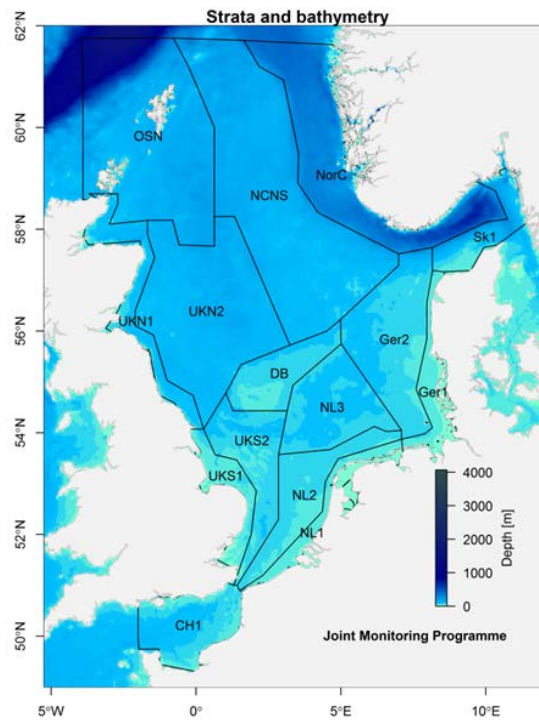 Strata and bathymetry
62°N
60°N
58°N
56°N
54°N
52°N
50°N
OSN
NCNS
NorC
Sk1
UKN1
UKN2
Ger2
DB
Ger1
NL3
UKS2
UKS1
NL2
NL1
CH1
4000
3000
2000
1000
0
Depth [m]
Joint Monitoring Programme
5°W
0°
5°E
10°E